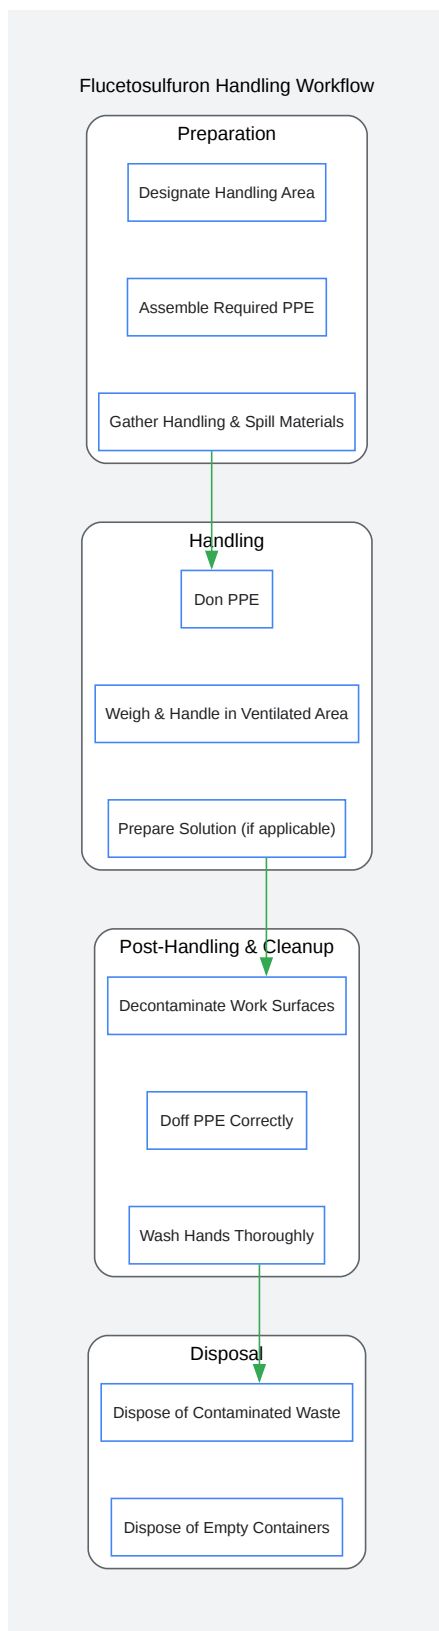 Flucetosulfuron Handling Workflow
Preparation
Designate Handling Area
Assemble Required PPE
Gather Handling & Spill Materials
Handling
Don PPE
Weigh & Handle in Ventilated Area
Prepare Solution (if applicable)
Post-Handling & Cleanup
Decontaminate Work Surfaces
Doff PPE Correctly
Wash Hands Thoroughly
Disposal
Dispose of Contaminated Waste
Dispose of Empty Containers